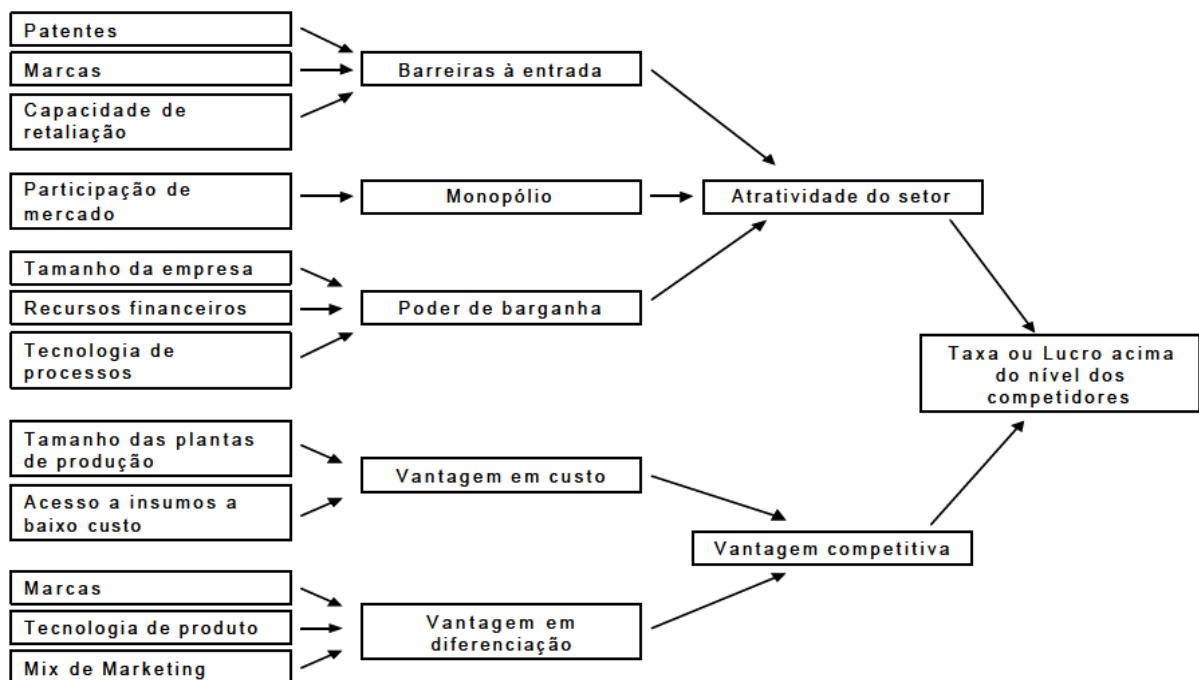 Patentes
Marcas
Capacidade de
retaliação
Barreiras à entrada
Participação de
mercado
Monopólio
Atratividade do setor
Tamanho da empresa
Recursos financeiros
Tecnologia de
processos
Poder de barganha
Taxa ou Lucro acima
do nível dos
competidores
Tamanho das plantas
de produção
Acesso a insumos a
baixo custo
Vantagem em custo
Vantagem competitiva
Marcas
Tecnologia de produto
Mix de Marketing
Vantagem em
diferenciação